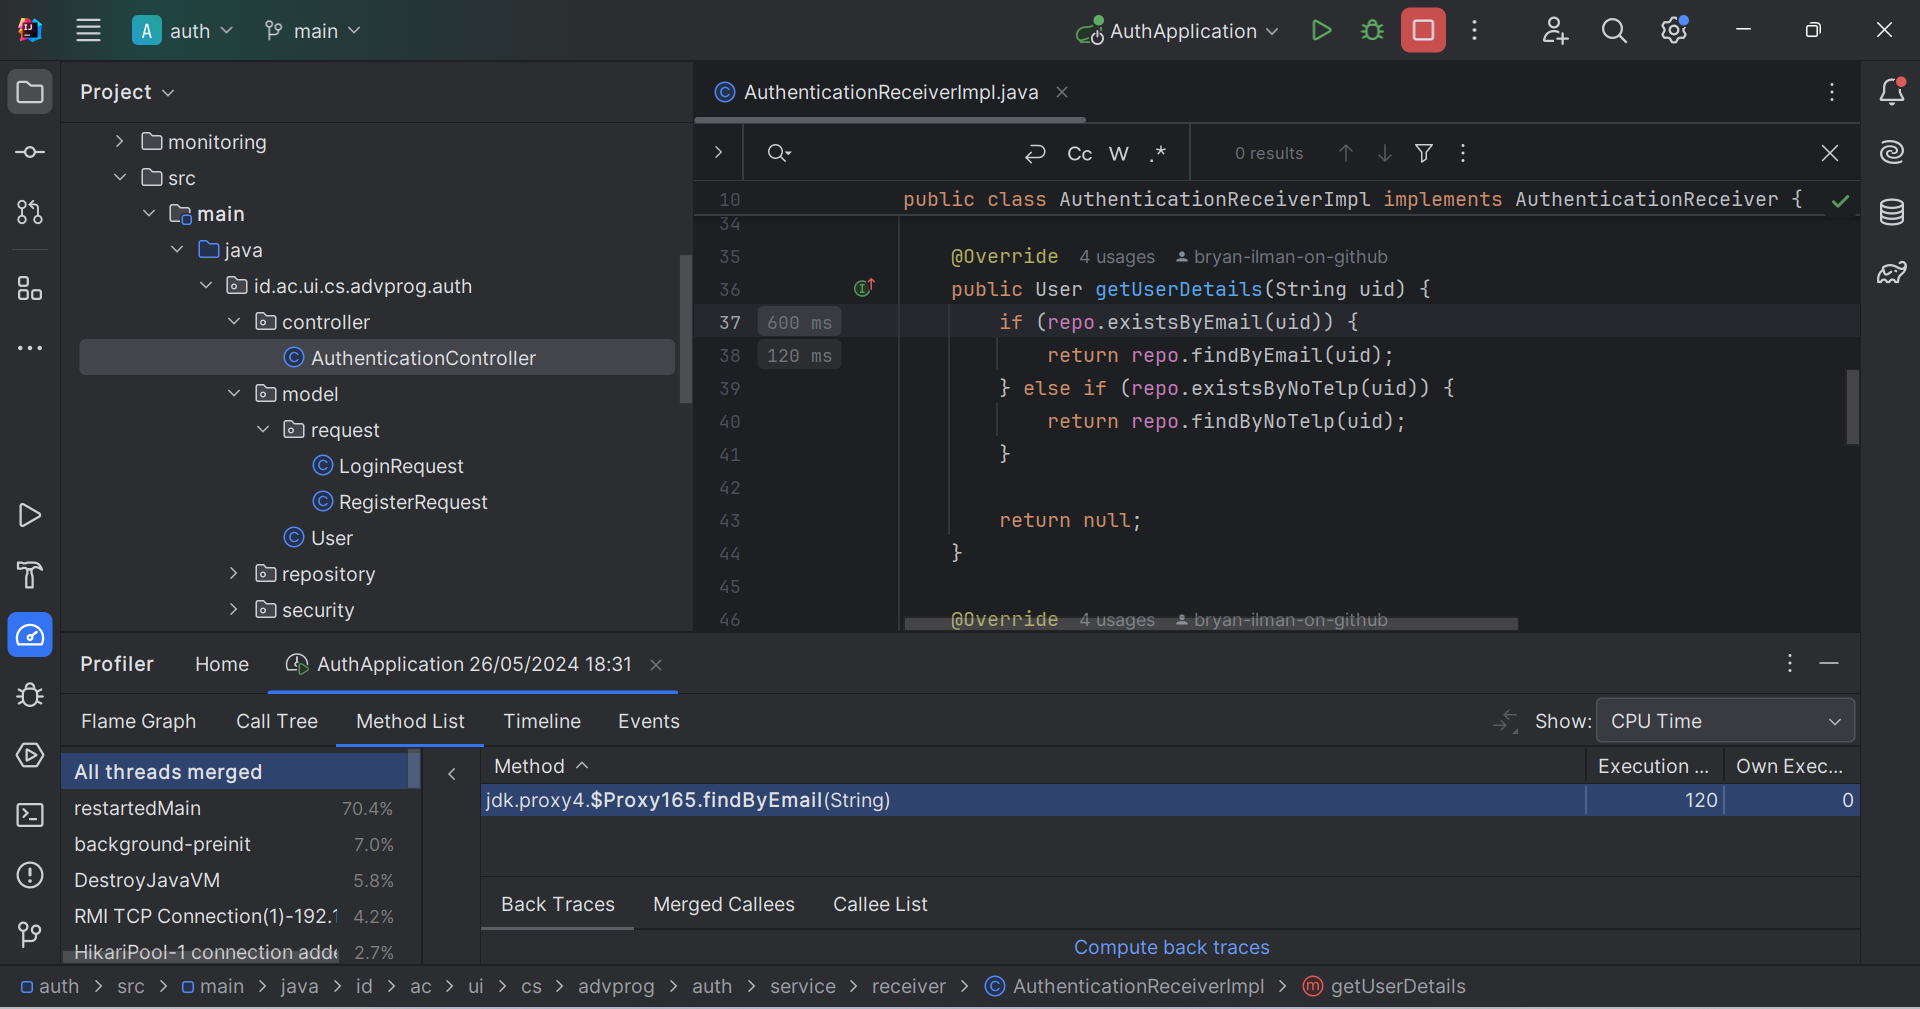 A auth main AuthApplication
Project
monitoring
src
main
java
id.ac.ui.cs.advprog.auth
controller
AuthenticationController
model
request
LoginRequest
RegisterRequest
User
repository
security
AuthenticationReceiverImpl.java
Cc W .* 0 results
10 public class AuthenticationReceiverImpl implements AuthenticationReceiver {
34
35 @Override 4 usages bryan-ilman-on-github
36 public User getUserDetails(String uid) {
37 600 ms if (repo.existsByEmail(uid)) {
38 120 ms return repo.findByEmail(uid);
39 } else if (repo.existsByNoTelp(uid)) {
40 return repo.findByNoTelp(uid);
41 }
42
43 return null;
44 }
45
46 @Override 4 usages bryan-ilman-on-github
Profiler Home AuthApplication 26/05/2024 18:31
Flame Graph Call Tree Method List Timeline Events Show: CPU Time
All threads merged
restartedMain 70.4%
background-preinit 7.0%
DestroyJavaVM 5.8%
RMI TCP Connection(1)-192.1 4.2%
HikariPool-1 connection adde 2.7%
Method Execution ... Own Exec...
jdk.proxy4.$Proxy165.findByEmail(String) 120 0
Back Traces Merged Callees Callee List
Compute back traces
auth > src > main > java > id > ac > ui > cs > advprog > auth > service > receiver > AuthenticationReceiverImpl > getUserDetails